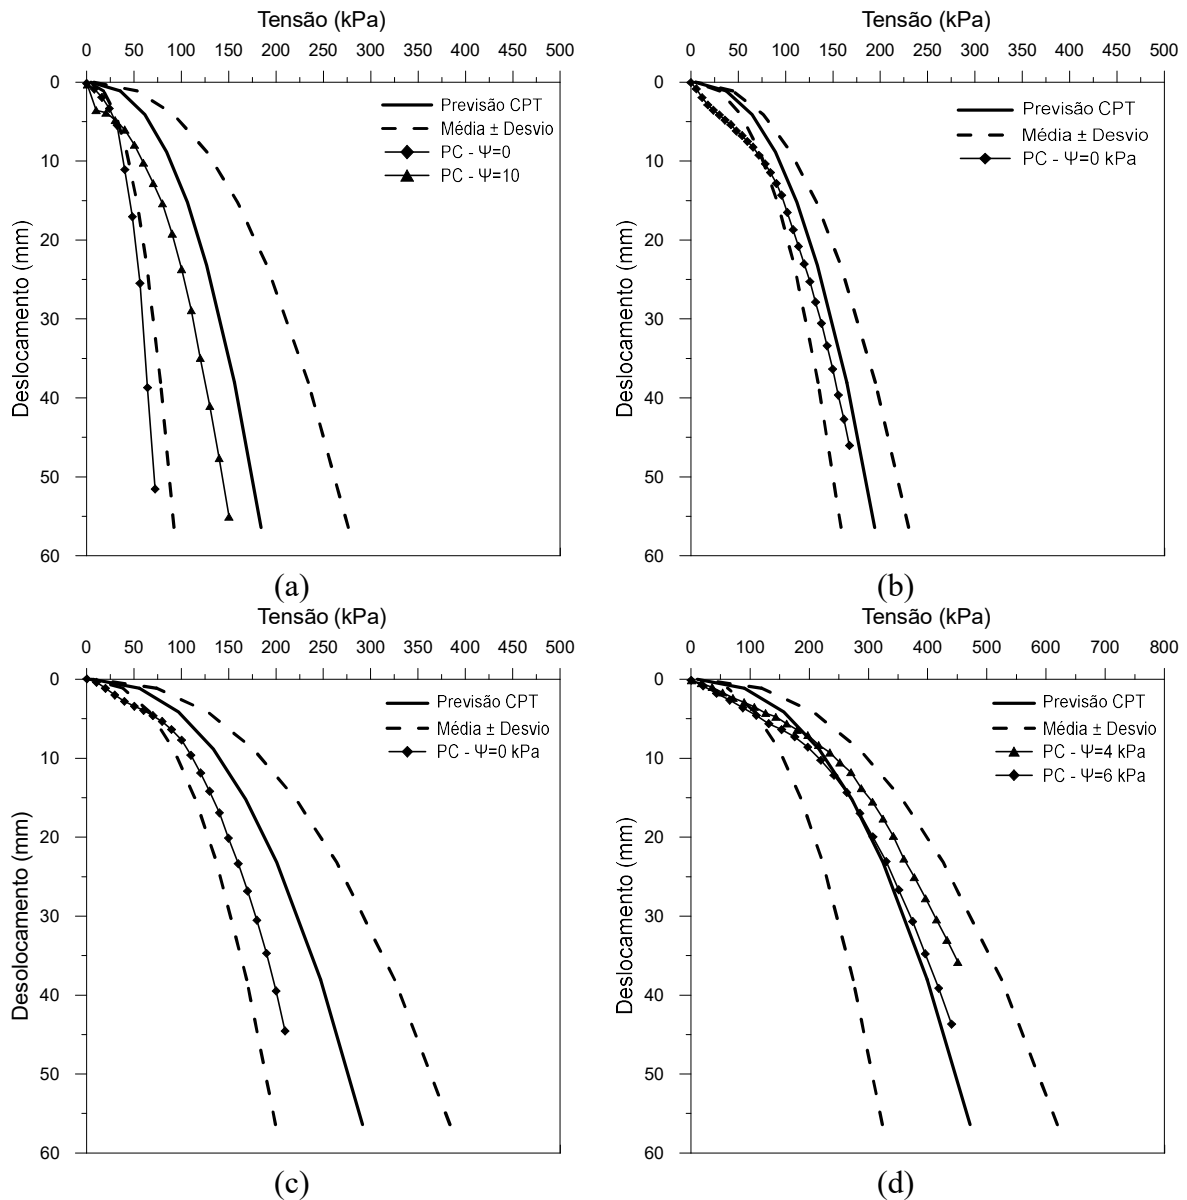 Tensão (kPa)
0 50 100 150 200 250 300 350 400 450 500
0
10
20
30
40
50
60
Deslocamento (mm)
Previsão CPT
Média ± Desvio
PC - Ψ=0
PC - Ψ=10
(a)
Tensão (kPa)
0 50 100 150 200 250 300 350 400 450 500
0
10
20
30
40
50
60
Deslocamento (mm)
Previsão CPT
Média ± Desvio
PC - Ψ=0 kPa
(b)
Tensão (kPa)
0 50 100 150 200 250 300 350 400 450 500
0
10
20
30
40
50
60
Desolocamento (mm)
Previsão CPT
Média ± Desvio
PC - Ψ=0 kPa
(c)
Tensão (kPa)
0 100 200 300 400 500 600 700 800
0
10
20
30
40
50
60
Deslocamento (mm)
Previsão CPT
Média ± Desvio
PC - Ψ=4 kPa
PC - Ψ=6 kPa
(d)